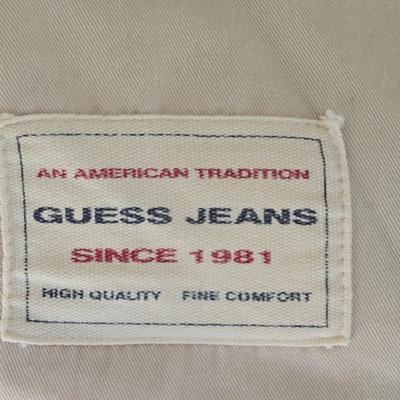 AN AMERICAN TRADITION
GUESS JEANS
SINCE 1981
HIGH QUALITY FINE COMFORT